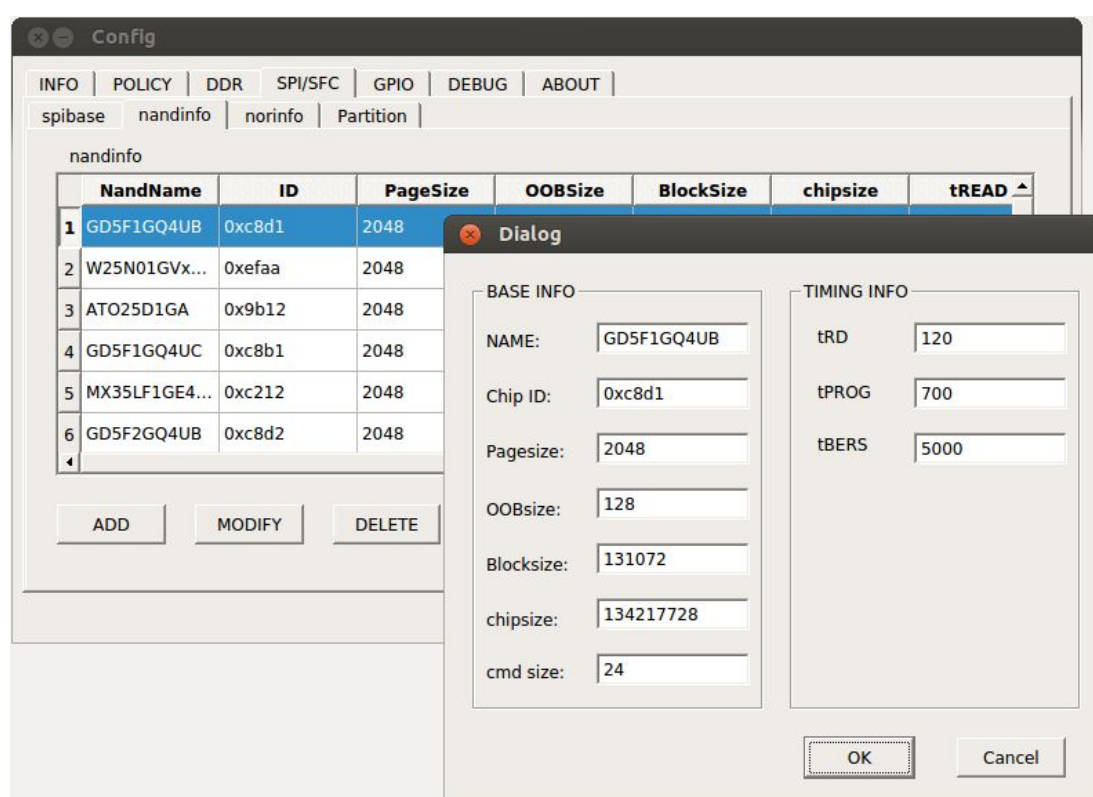 Config
INFO POLICY DDR SPI/SFC GPIO DEBUG ABOUT
spibase nandinfo norinfo Partition
nandinfo
NandName ID PageSize OOBSize BlockSize chipsize tREAD
1 GD5F1GQ4UB 0xc8d1 2048
2 W25N01GVx... 0xefaa 2048
3 ATO25D1GA 0x9b12 2048
4 GD5F1GQ4UC 0xc8b1 2048
5 MX35LF1GE4... 0xc212 2048
6 GD5F2GQ4UB 0xc8d2 2048
ADD MODIFY DELETE
Dialog
BASE INFO
NAME: GD5F1GQ4UB
Chip ID: 0xc8d1
Pagesize: 2048
OOBsize: 128
Blocksize: 131072
chipsize: 134217728
cmd size: 24
TIMING INFO
tRD 120
tPROG 700
tBERS 5000
OK Cancel